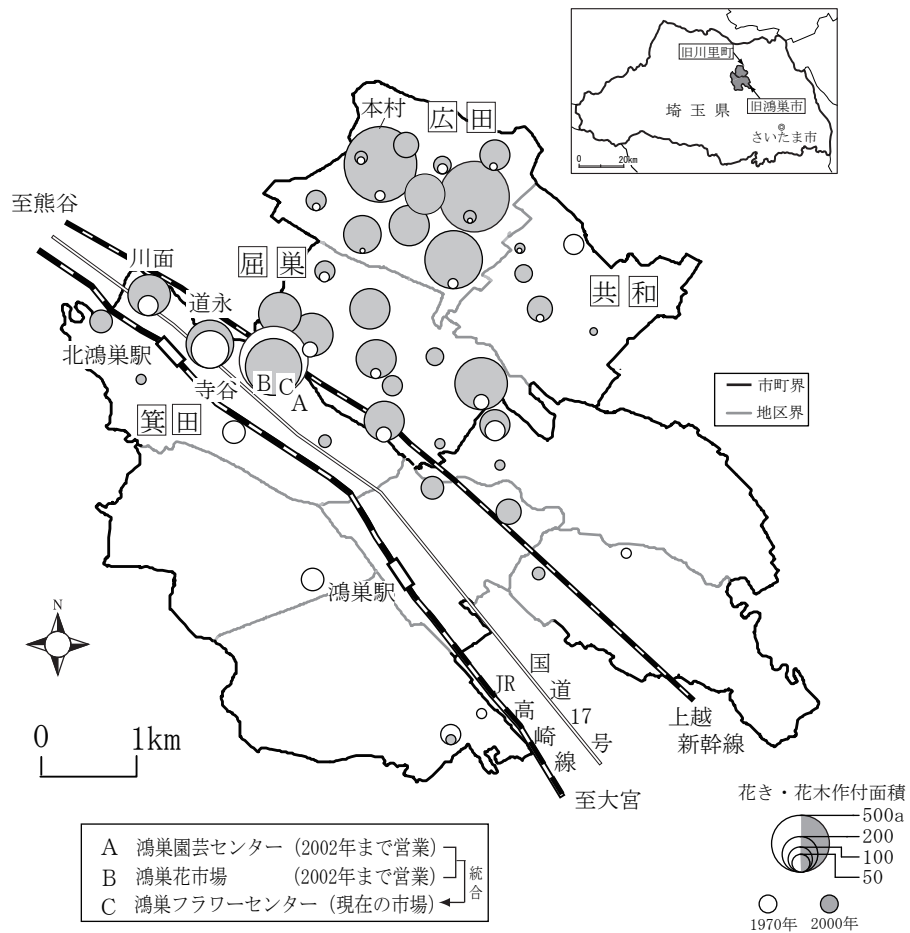 旧川里町
旧鴻巣市
埼玉県
さいたま市
0 20km
本村
広田
至熊谷
川面
屈巣
道永
共和
北鴻巣駅
寺谷
B C
A
箕田
市町界
地区界
鴻巣駅
N
0 1km
国道17号
JR高崎線
上越
新幹線
至大宮
花き・花木作付面積
500a
200
100
50
1970年 2000年
A 鴻巣園芸センター (2002年まで営業)
B 鴻巣花市場 (2002年まで営業)
C 鴻巣フラワーセンター (現在の市場)
統合